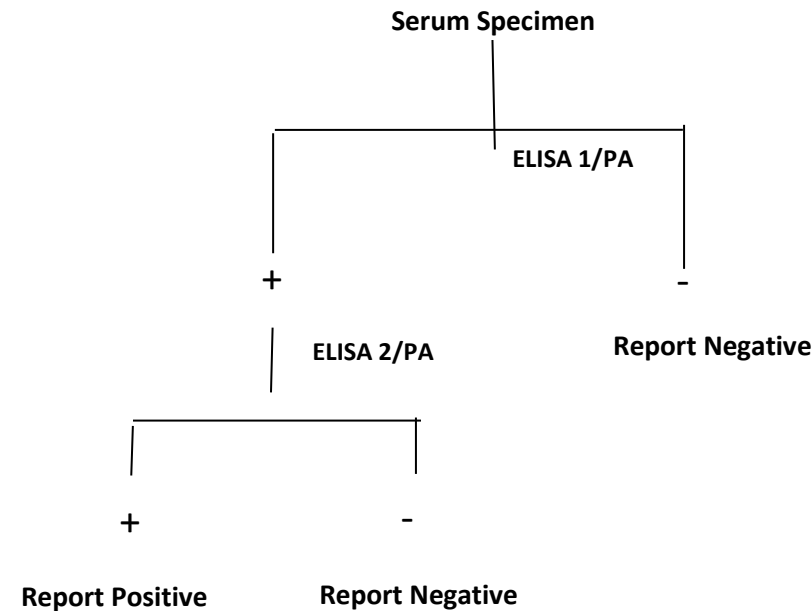 Serum Specimen
ELISA 1/PA
+
-
ELISA 2/PA
Report Negative
+
-
Report Positive
Report Negative